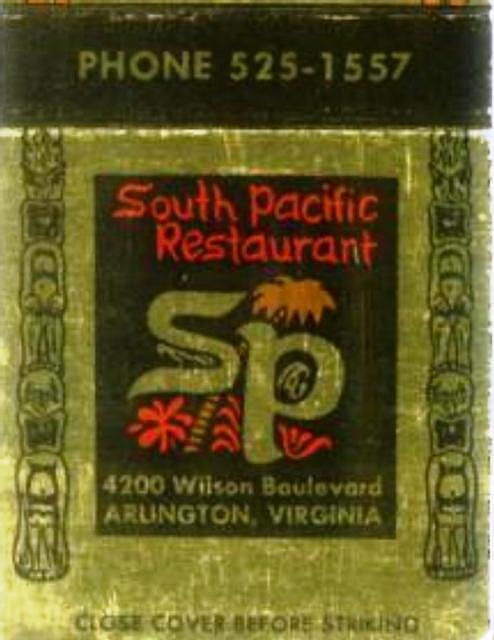 PHONE 525-1557
South Pacific
Restaurant
SP
4200 Wilson Boulevard
ARLINGTON, VIRGINIA
CLOSE COVER BEFORE STRIKING